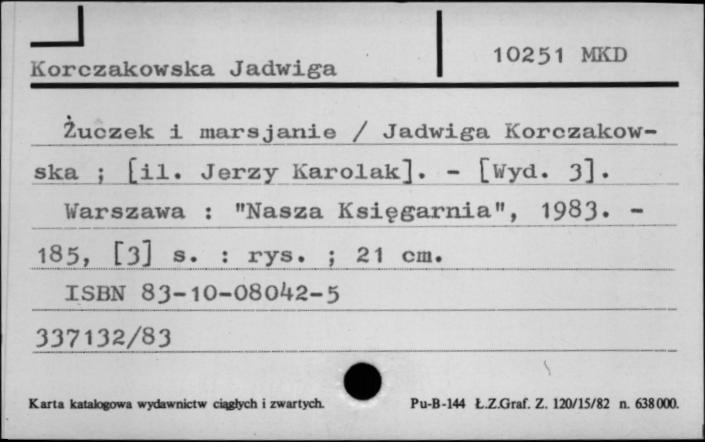 Korczakowska Jadwiga
10251 MKD
Żuczek i marsjanie / Jadwiga Korczakow-
ska ; [il. Jerzy Karolak]. - [Wyd. 3].
Warszawa : "Nasza Księgarnia", 1983. -
185, [3] s. : rys. ; 21 cm.
ISBN 83-10-08042-5
337132/83
Karta katalogowa wydawnictw ciągłych i zwartych.
Pu-B-144 Ł.Z.Graf. Z. 120/15/82 n. 638000.